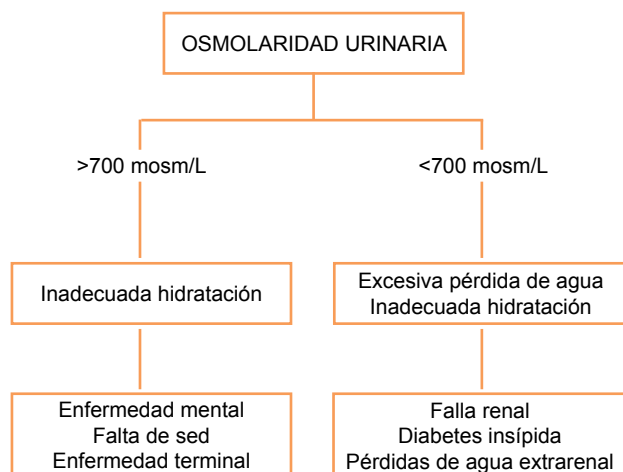 OSMOLARIDAD URINARIA
>700 mosm/L
<700 mosm/L
Inadecuada hidratación
Excesiva pérdida de agua
Inadecuada hidratación
Enfermedad mental
Falta de sed
Enfermedad terminal
Falla renal
Diabetes insípida
Pérdidas de agua extrarenal